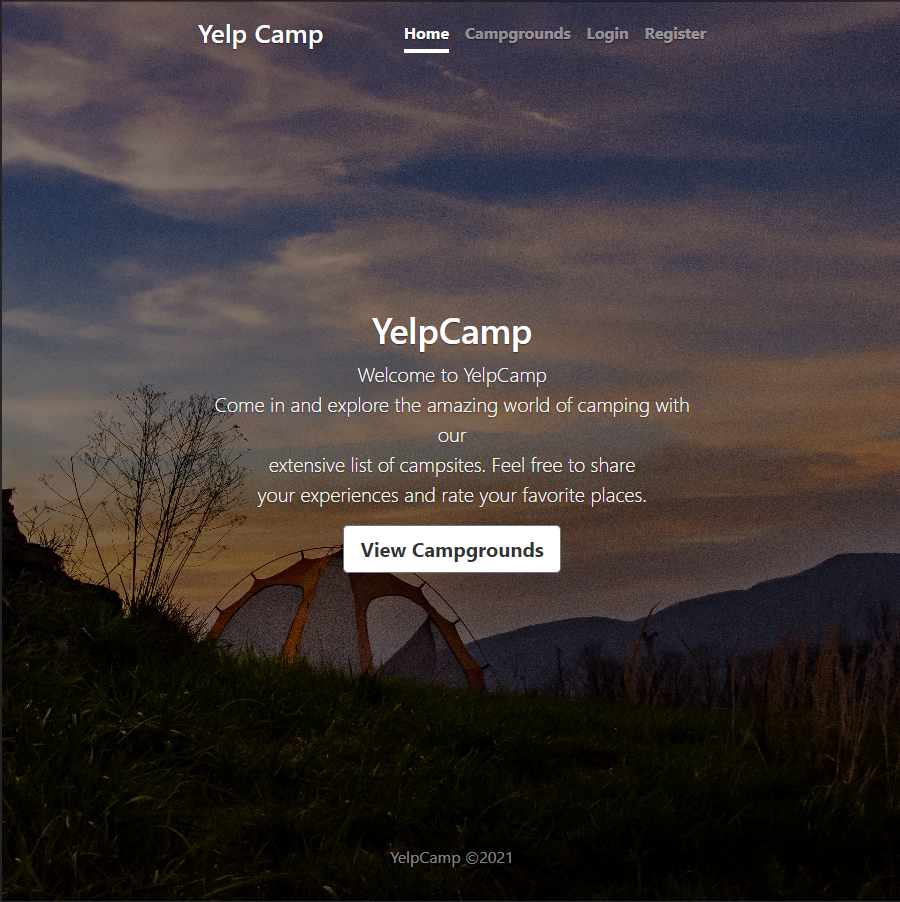 Yelp Camp Home Campgrounds Login Register
YelpCamp
Welcome to YelpCamp
Come in and explore the amazing world of camping with
our
extensive list of campsites. Feel free to share
your experiences and rate your favorite places.
View Campgrounds
YelpCamp ©2021